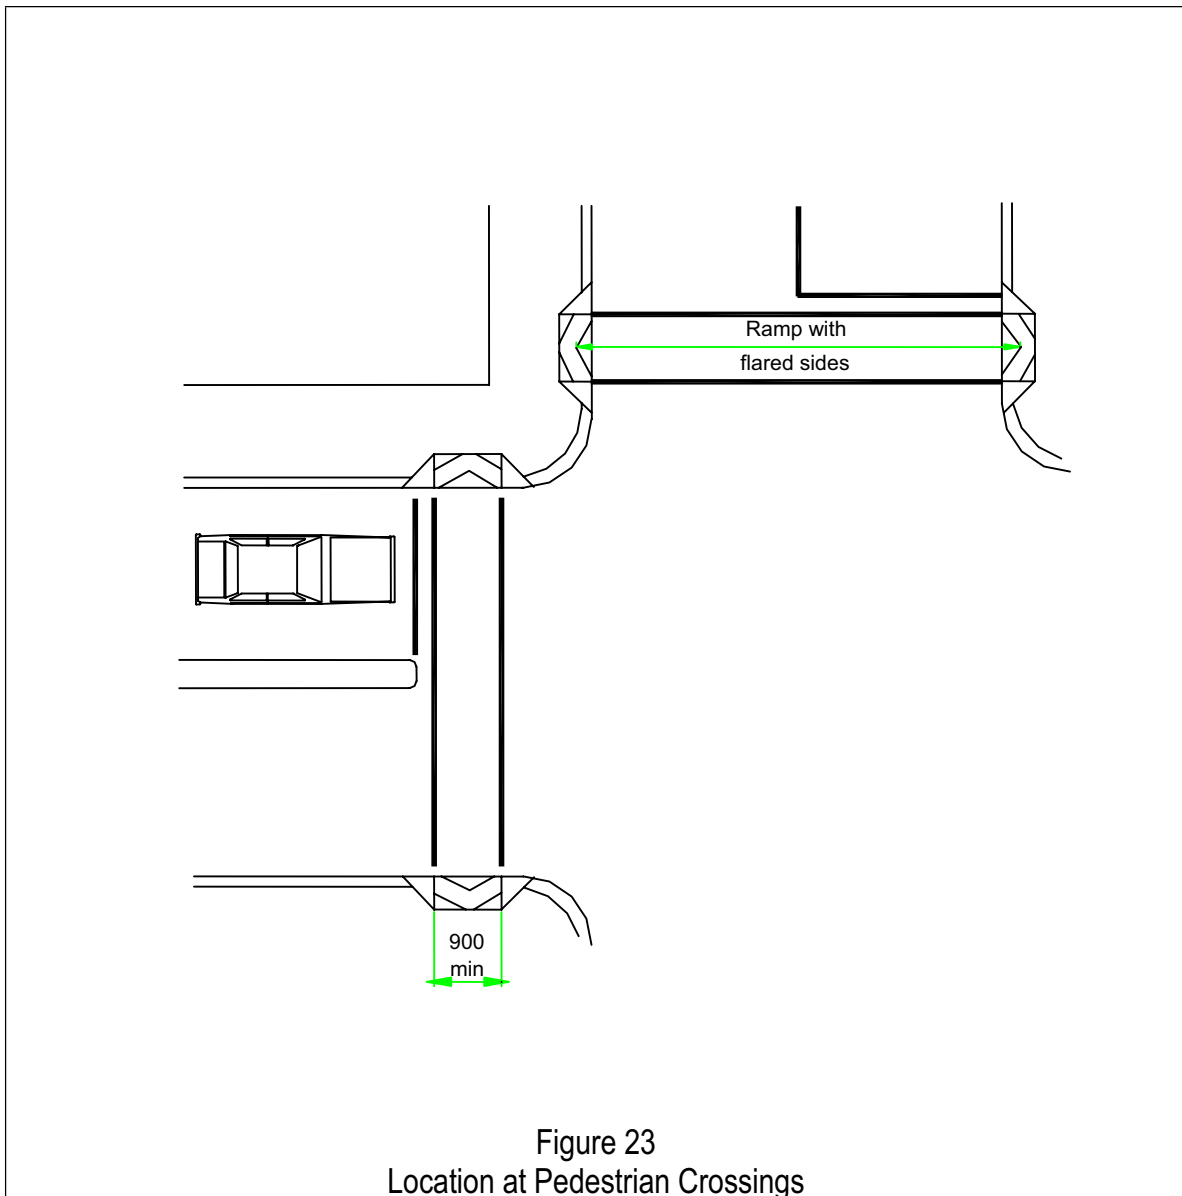 Ramp with
flared sides
900
min
Figure 23
Location at Pedestrian Crossings